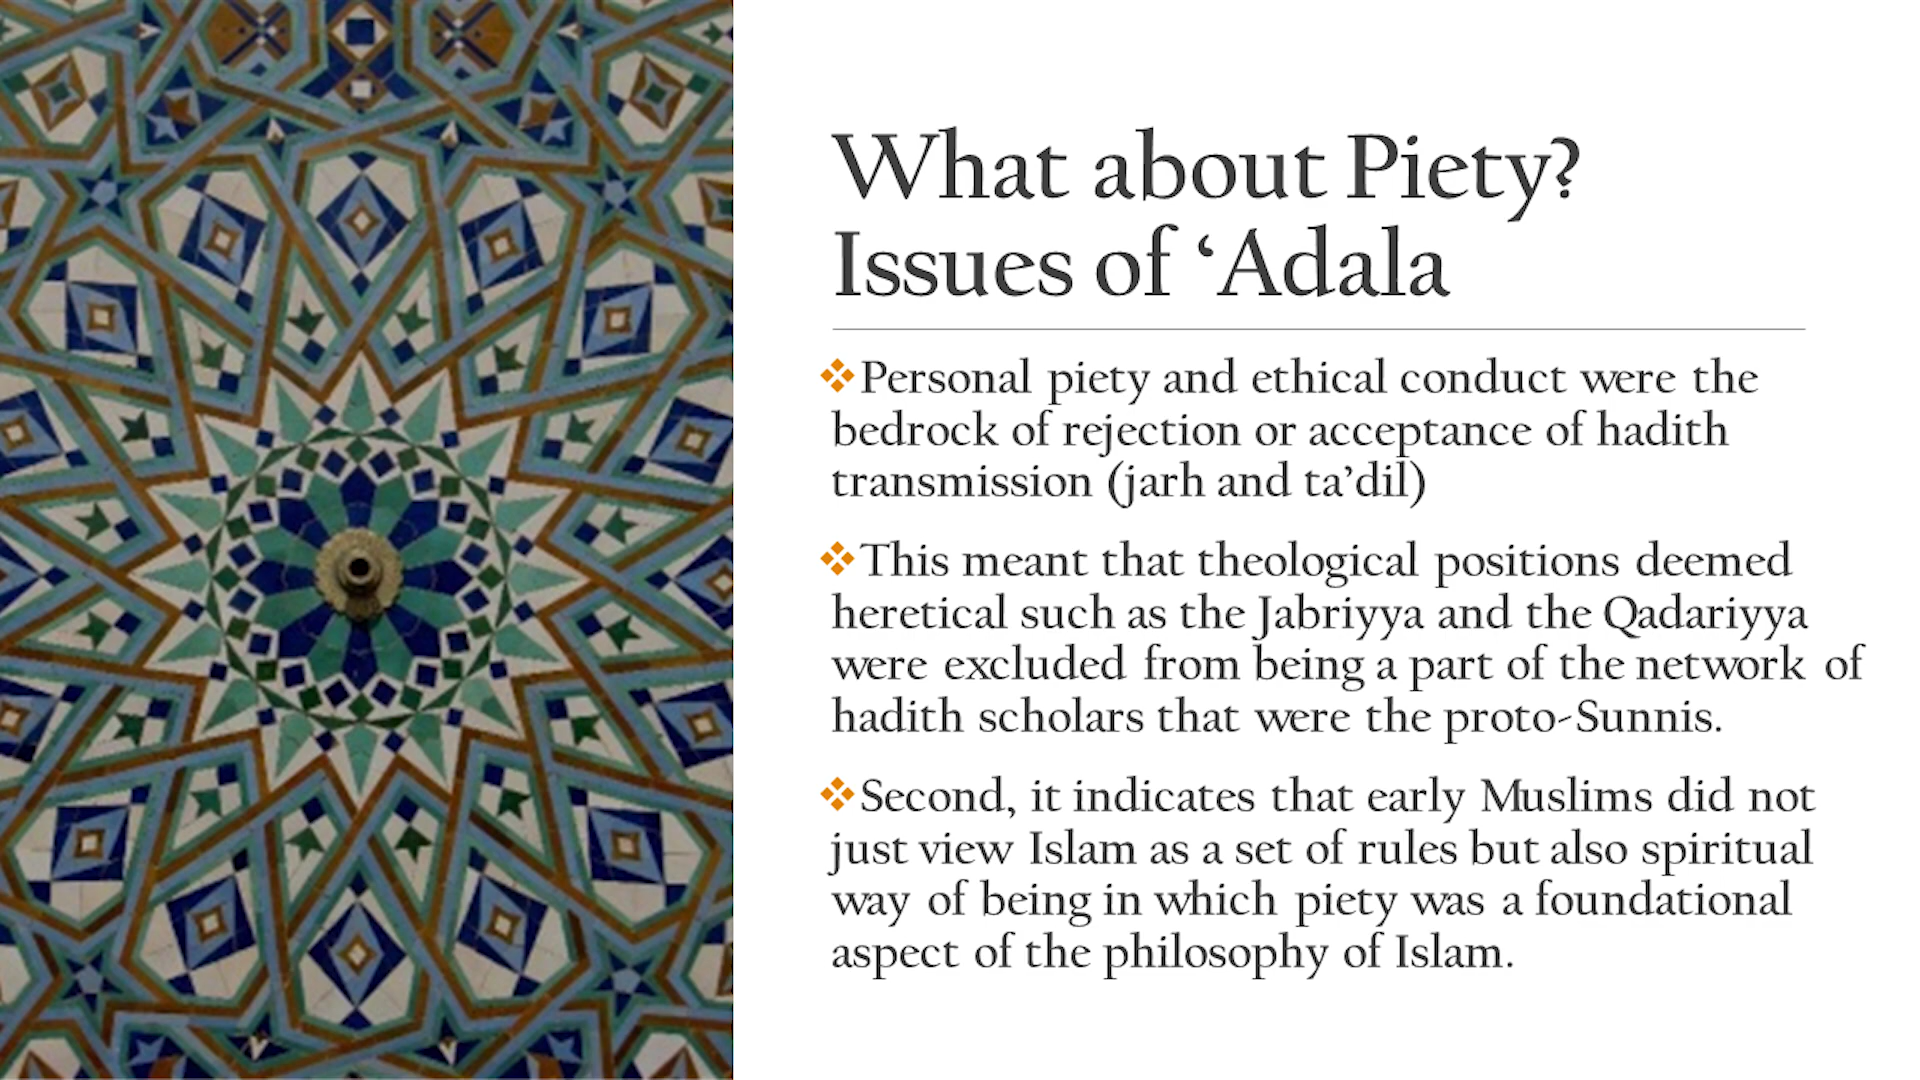 What about Piety?
Issues of ‘Adala
❖Personal piety and ethical conduct were the
bedrock of rejection or acceptance of hadith
transmission (jarh and ta’dil)
❖This meant that theological positions deemed
heretical such as the Jabriyya and the Qadariyya
were excluded from being a part of the network of
hadith scholars that were the proto-Sunnis.
❖Second, it indicates that early Muslims did not
just view Islam as a set of rules but also spiritual
way of being in which piety was a foundational
aspect of the philosophy of Islam.